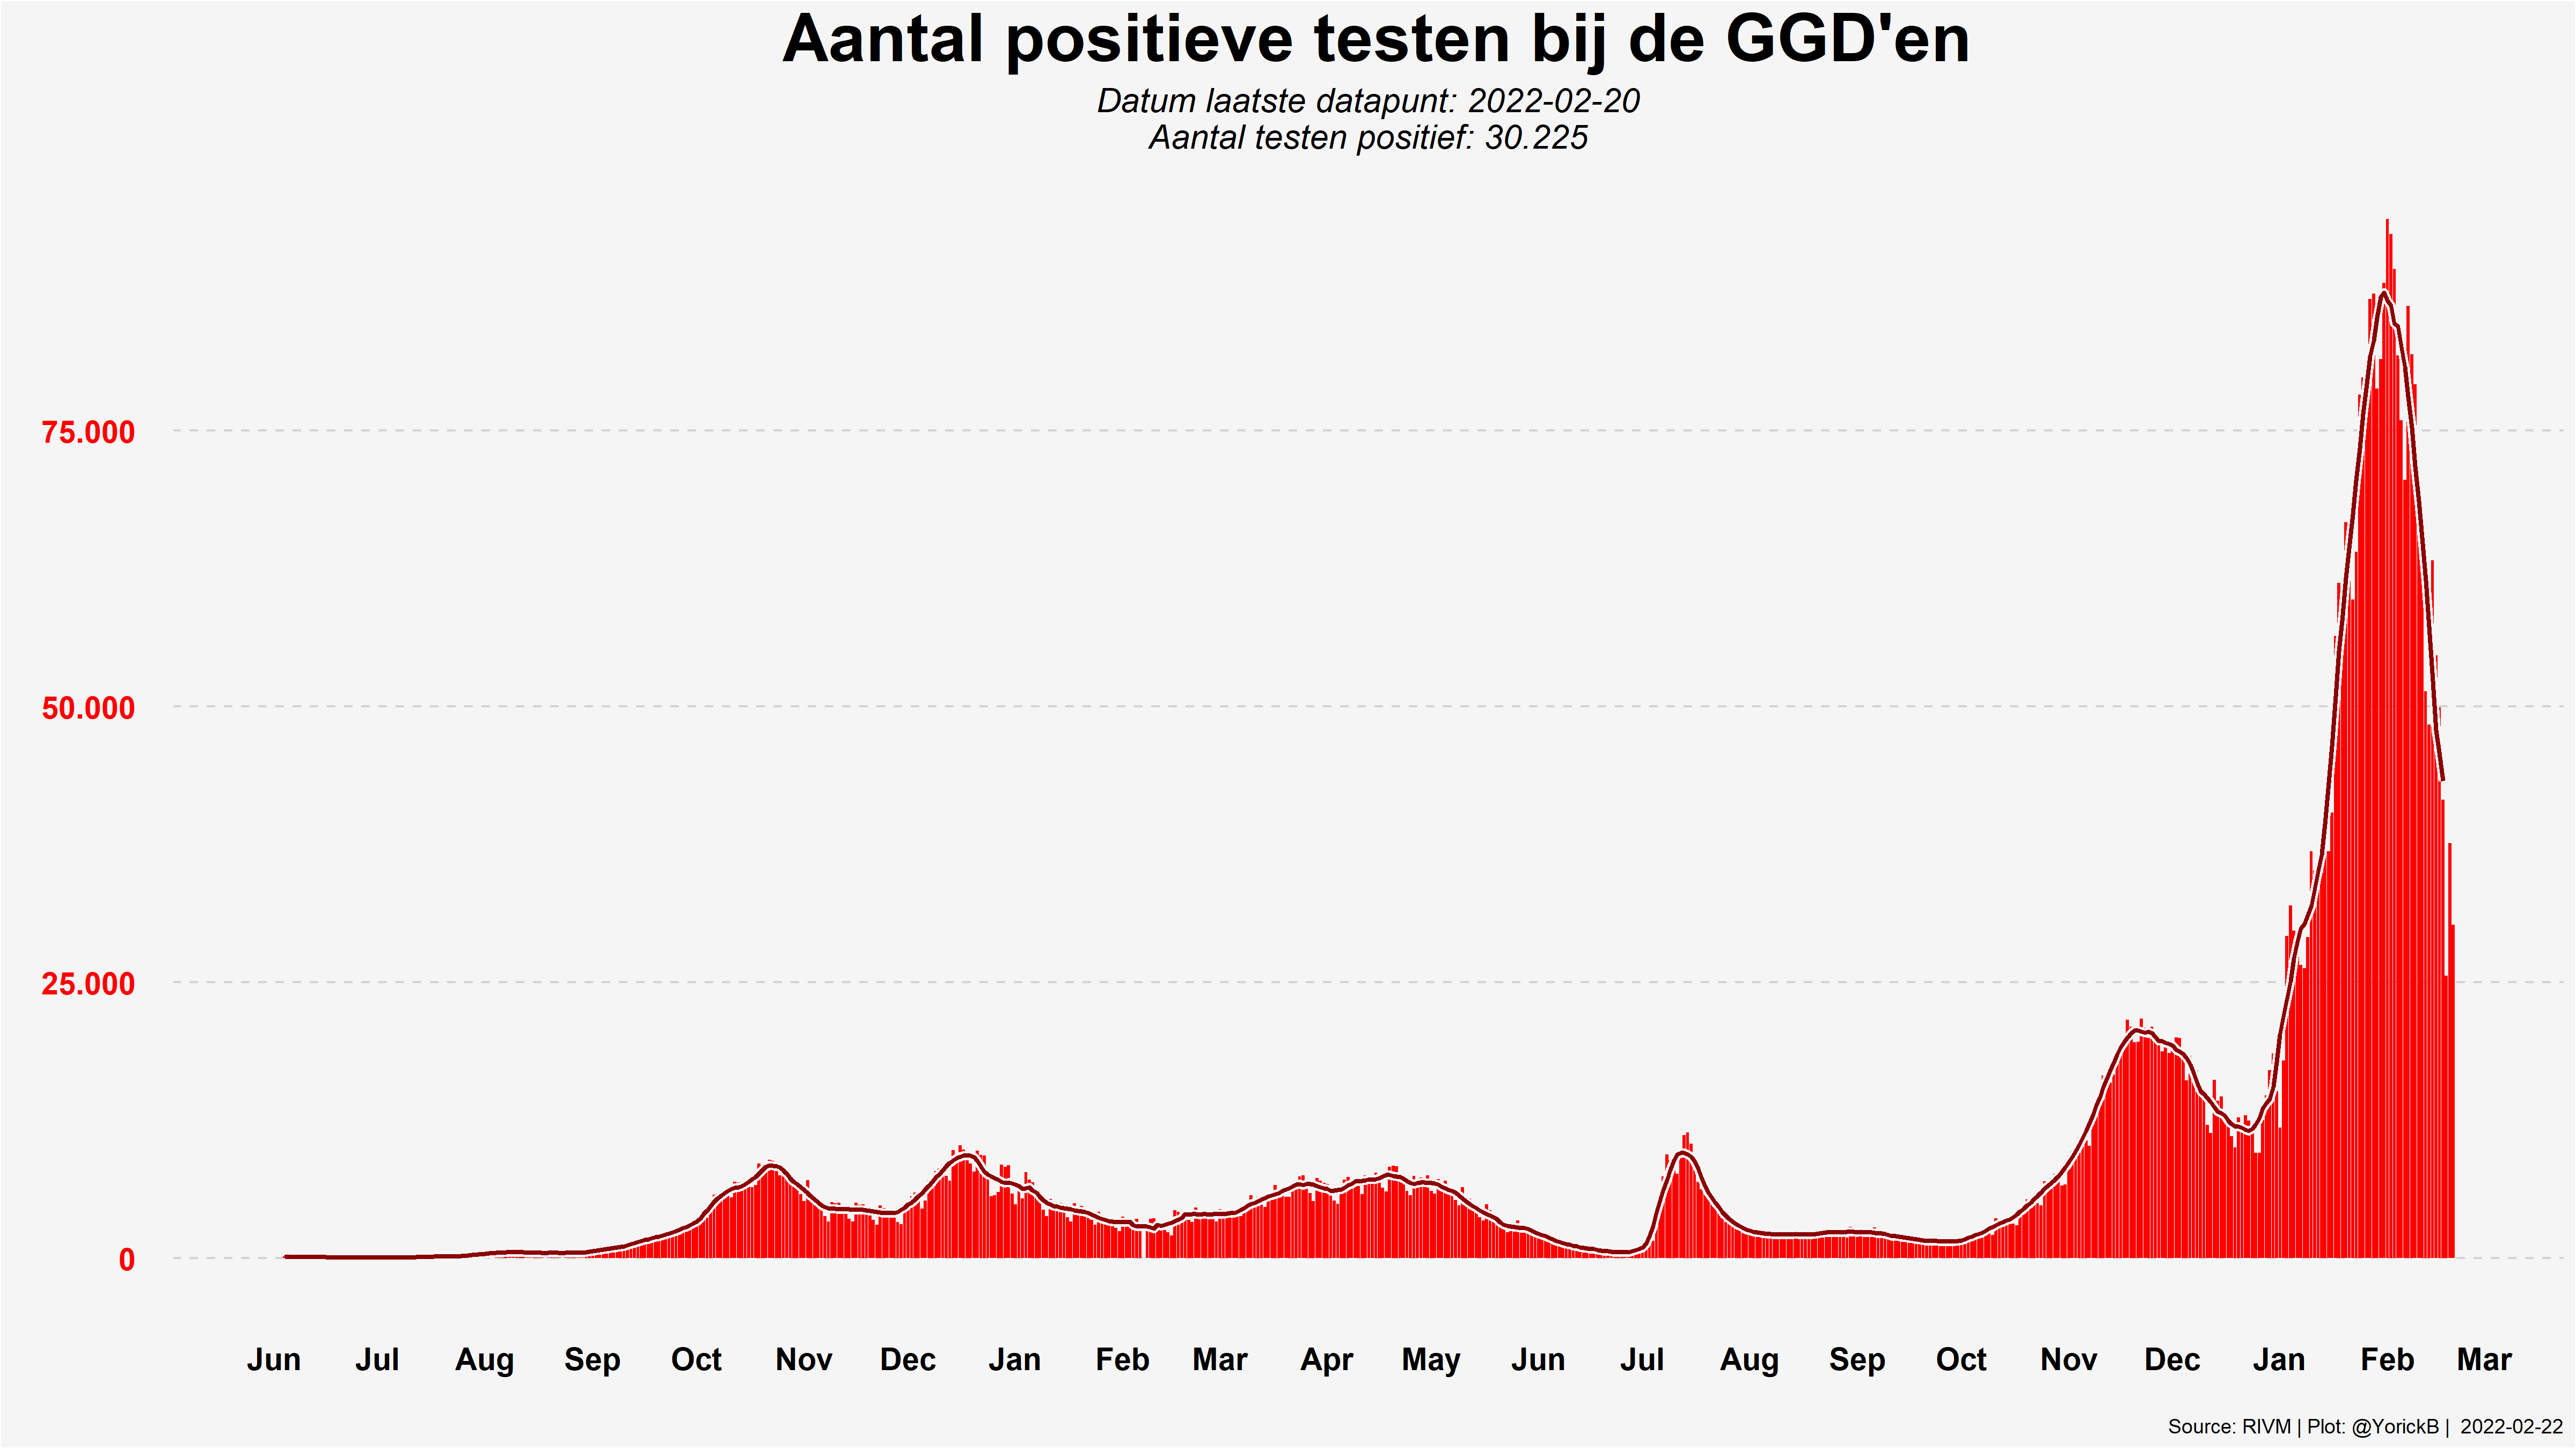 Aantal positieve testen bij de GGD'en
Datum laatste datapunt: 2022-02-20
Aantal testen positief: 30.225
75.000
50.000
25.000
0
Jun Jul Aug Sep Oct Nov Dec Jan Feb Mar Apr May Jun Jul Aug Sep Oct Nov Dec Jan Feb Mar
Source: RIVM | Plot: @YorickB | 2022-02-22